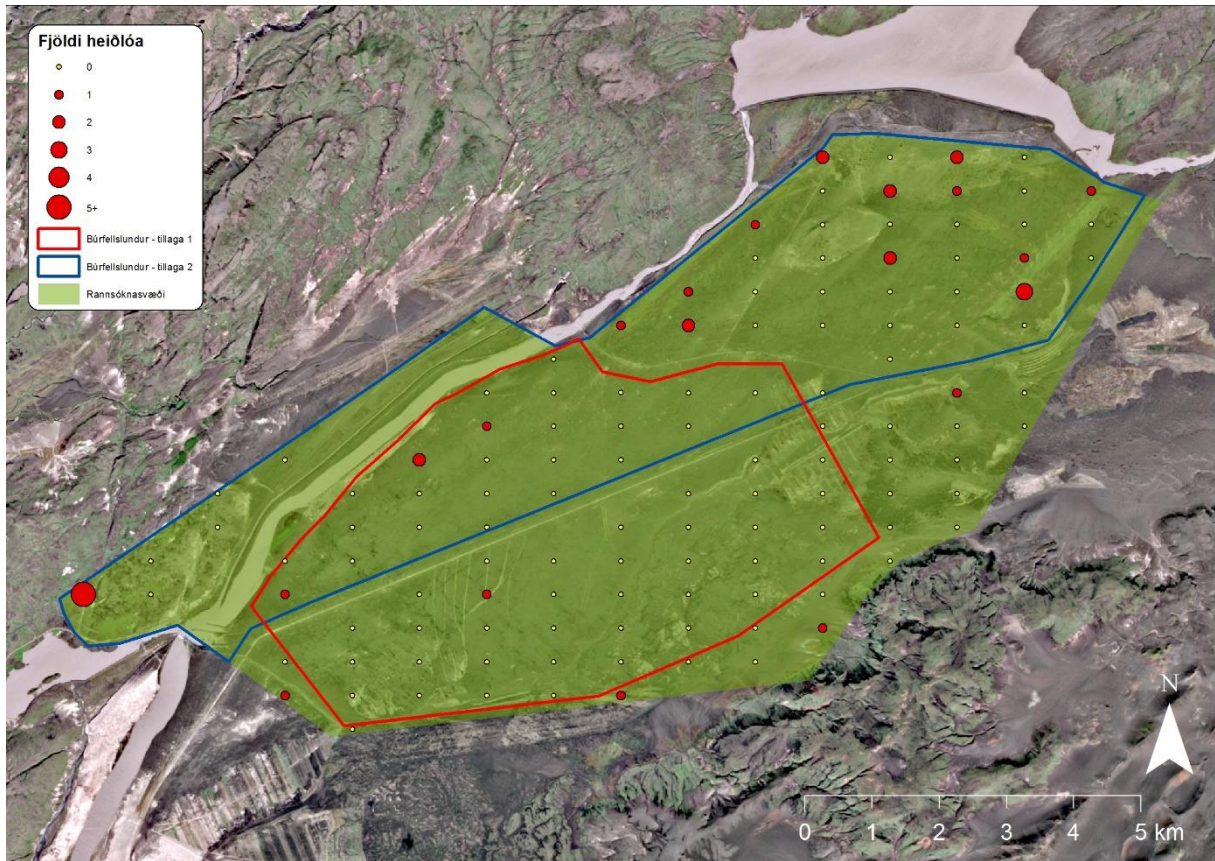 Fjöldi heiðlóa
0
1
2
3
4
5+
Búrfellslundur - tillaga 1
Búrfellslundur - tillaga 2
Rannsóknasvæði
N
0 1 2 3 4 5 km